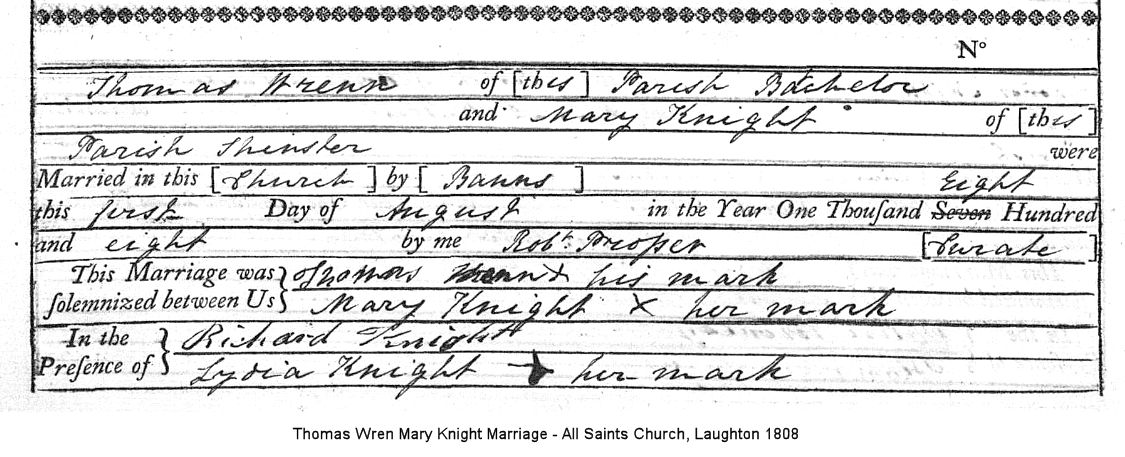 N°
Thomas Wrenn of [this] Parish Bachelor
and Mary Knight of [this]
Parish Spinster were
Married in this [Church] by [Banns] Eight
this first Day of August in the Year One Thouſand Seven Hundred
and eight by me Robt. Prosser [Curate]
This Marriage was } Thomas Wrenn x his mark
ſolemnized between Us } Mary Knight x her mark
In the } Richard Knight
Preſence of } Lydia Knight + her mark
Thomas Wren Mary Knight Marriage - All Saints Church, Laughton 1808